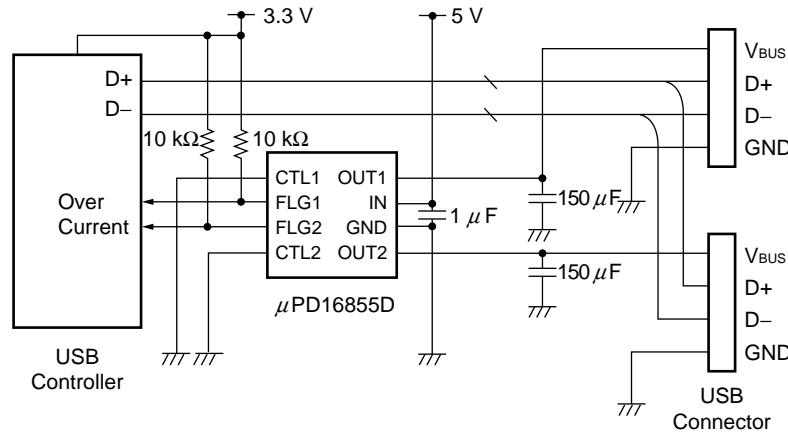 3.3 V
5 V
D+
D−
10 kΩ
10 kΩ
Over
Current
CTL1
FLG1
FLG2
CTL2
OUT1
IN
GND
OUT2
1 μF
150 μF
150 μF
μPD16855D
USB
Controller
VBUS
D+
D−
GND
VBUS
D+
D−
GND
USB
Connector